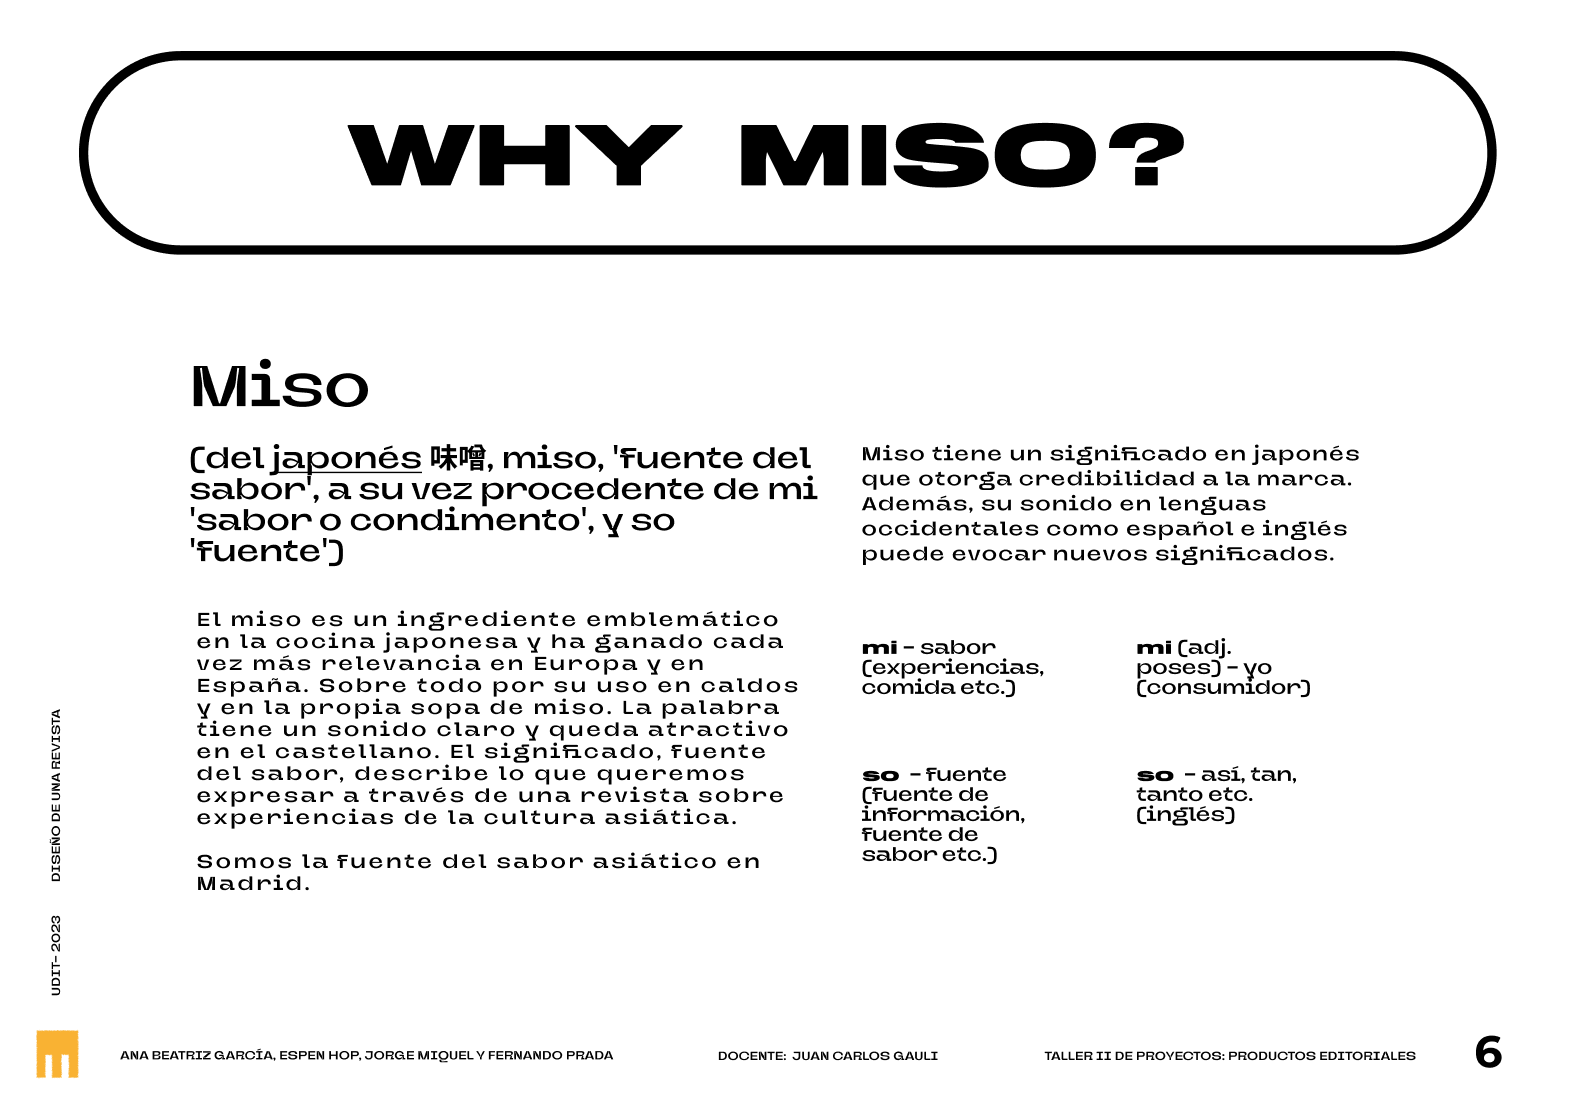 WHY MISO?
Miso
(del japonés 味噌, miso, 'fuente del
sabor', a su vez procedente de mi
'sabor o condimento', y so
'fuente')
El miso es un ingrediente emblemático
en la cocina japonesa y ha ganado cada
vez más relevancia en Europa y en
España. Sobre todo por su uso en caldos
y en la propia sopa de miso. La palabra
tiene un sonido claro y queda atractivo
en el castellano. El significado, fuente
del sabor, describe lo que queremos
expresar a través de una revista sobre
experiencias de la cultura asiática.
Somos la fuente del sabor asiático en
Madrid.
Miso tiene un significado en japonés
que otorga credibilidad a la marca.
Además, su sonido en lenguas
occidentales como español e inglés
puede evocar nuevos significados.
mi - sabor
(experiencias,
comida etc.)
mi (adj.
poses) - yo
(consumidor)
so - fuente
(fuente de
información,
fuente de
sabor etc.)
so - así, tan,
tanto etc.
(inglés)
UDIT- 2023 DISEÑO DE UNA REVISTA
ANA BEATRIZ GARCÍA, ESPEN HOP, JORGE MIQUEL Y FERNANDO PRADA
DOCENTE: JUAN CARLOS GAULI
TALLER II DE PROYECTOS: PRODUCTOS EDITORIALES
6